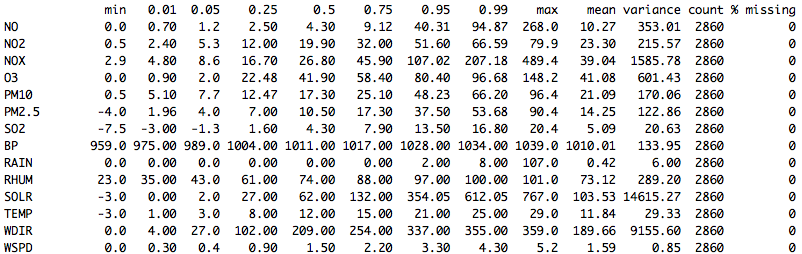 min 0.01 0.05 0.25 0.5 0.75 0.95 0.99 max mean variance count % missing
NO 0.0 0.70 1.2 2.50 4.30 9.12 40.31 94.87 268.0 10.27 353.01 2860 0
NO2 0.5 2.40 5.3 12.00 19.90 32.00 51.60 66.59 79.9 23.30 215.57 2860 0
NOX 2.9 4.80 8.6 16.70 26.80 45.90 107.02 207.18 489.4 39.04 1585.78 2860 0
O3 0.0 0.90 2.0 22.48 41.90 58.40 80.40 96.68 148.2 41.08 601.43 2860 0
PM10 0.5 5.10 7.7 12.47 17.30 25.10 48.23 66.20 96.4 21.09 170.06 2860 0
PM2.5 -4.0 1.96 4.0 7.00 10.50 17.30 37.50 53.68 90.4 14.25 122.86 2860 0
SO2 -7.5 -3.00 -1.3 1.60 4.30 7.90 13.50 16.80 20.4 5.09 20.63 2860 0
BP 959.0 975.00 989.0 1004.00 1011.00 1017.00 1028.00 1034.00 1039.0 1010.01 133.95 2860 0
RAIN 0.0 0.00 0.0 0.00 0.00 0.00 2.00 8.00 107.0 0.42 6.00 2860 0
RHUM 23.0 35.00 43.0 61.00 74.00 88.00 97.00 100.00 101.0 73.12 289.20 2860 0
SOLR -3.0 0.00 2.0 27.00 62.00 132.00 354.05 612.05 767.0 103.53 14615.27 2860 0
TEMP -3.0 1.00 3.0 8.00 12.00 15.00 21.00 25.00 29.0 11.84 29.33 2860 0
WDIR 0.0 4.00 27.0 102.00 209.00 254.00 337.00 355.00 359.0 189.66 9155.60 2860 0
WSPD 0.0 0.30 0.4 0.90 1.50 2.20 3.30 4.30 5.2 1.59 0.85 2860 0